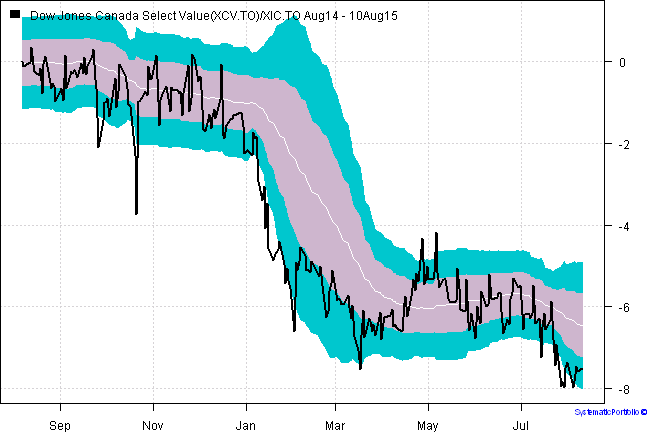 Dow Jones Canada Select Value(XCV.TO)/XIC.TO Aug14 - 10Aug15
0
-2
-4
-6
-8
Sep Nov Jan Mar May Jul
SystematicPortfolio ©